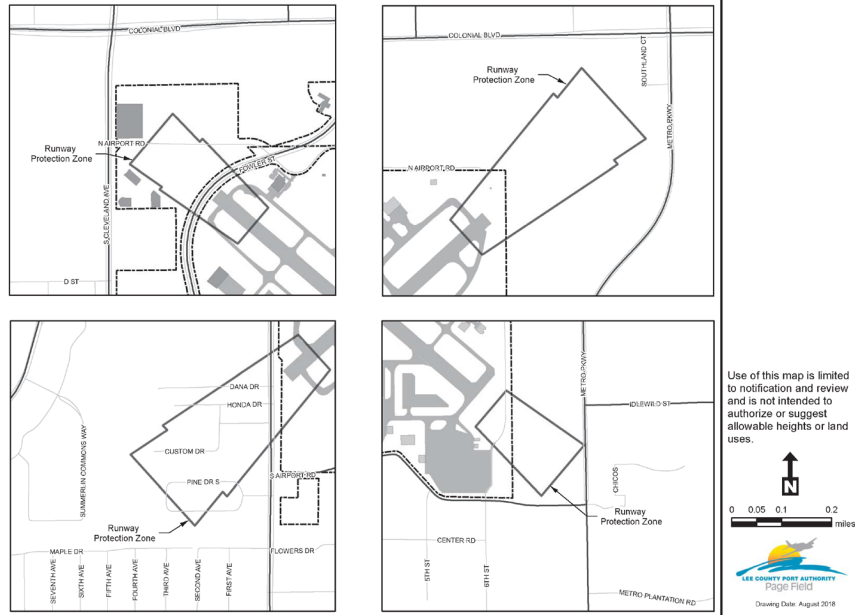 COLONIAL BLVD
Runway
Protection Zone
N AIRPORT RD
FOWLER ST
S CLEVELAND AVE
D ST
COLONIAL BLVD
SOUTHLAND CT
Runway
Protection Zone
METRO PKWY
N AIRPORT RD
DANA DR
HONDA DR
SUMMERLIN COMMONS WAY
CUSTOM DR
S AIRPORT RD
PINE DR S
Runway
Protection Zone
MAPLE DR
FLOWERS DR
SEVENTH AVE
SIXTH AVE
FIFTH AVE
FOURTH AVE
THIRD AVE
SECOND AVE
FIRST AVE
METRO PKWY
IDLEWILD ST
CHICOS
Runway
Protection Zone
CENTER RD
5TH ST
6TH ST
METRO PLANTATION RD
Use of this map is limited
to notification and review
and is not intended to
authorize or suggest
allowable heights or land
uses.
N
0 0.05 0.1 0.2
miles
LEE COUNTY PORT AUTHORITY
Page Field
Drawing Date: August 2018